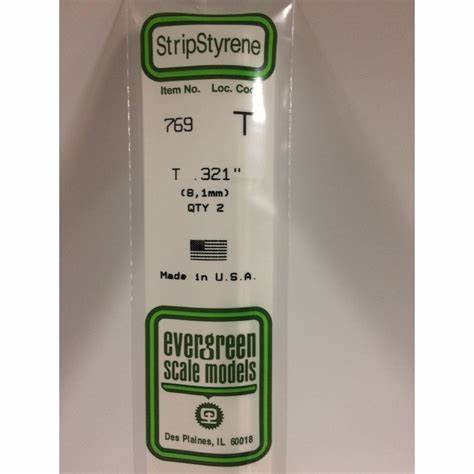 StripStyrene
Item No. Loc. Co
769 T
T .321"
(8,1mm)
QTY 2
Made in U.S.A.
evergreen
scale models
Des Plaines, IL 60018